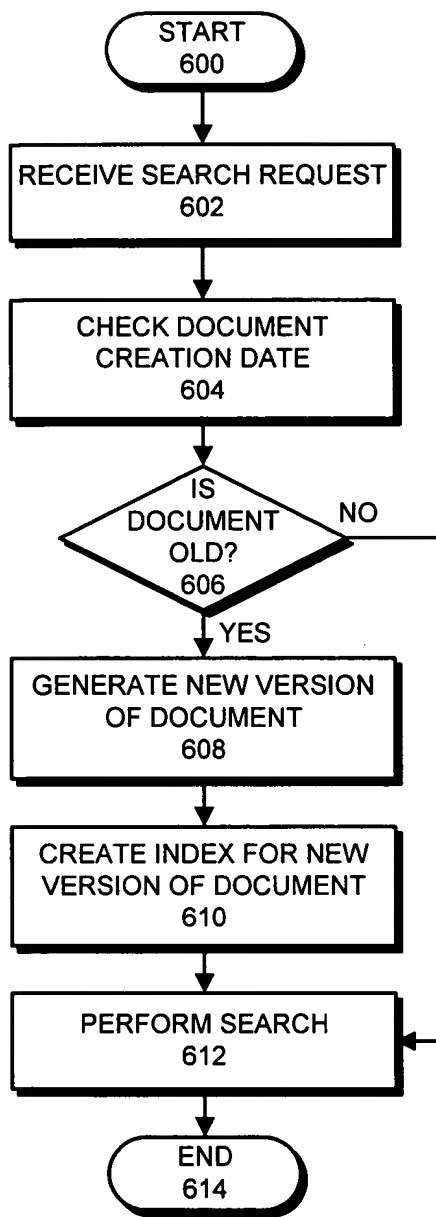 START
600
RECEIVE SEARCH REQUEST
602
CHECK DOCUMENT
CREATION DATE
604
IS
DOCUMENT
OLD?
606
NO
YES
GENERATE NEW VERSION
OF DOCUMENT
608
CREATE INDEX FOR NEW
VERSION OF DOCUMENT
610
PERFORM SEARCH
612
END
614